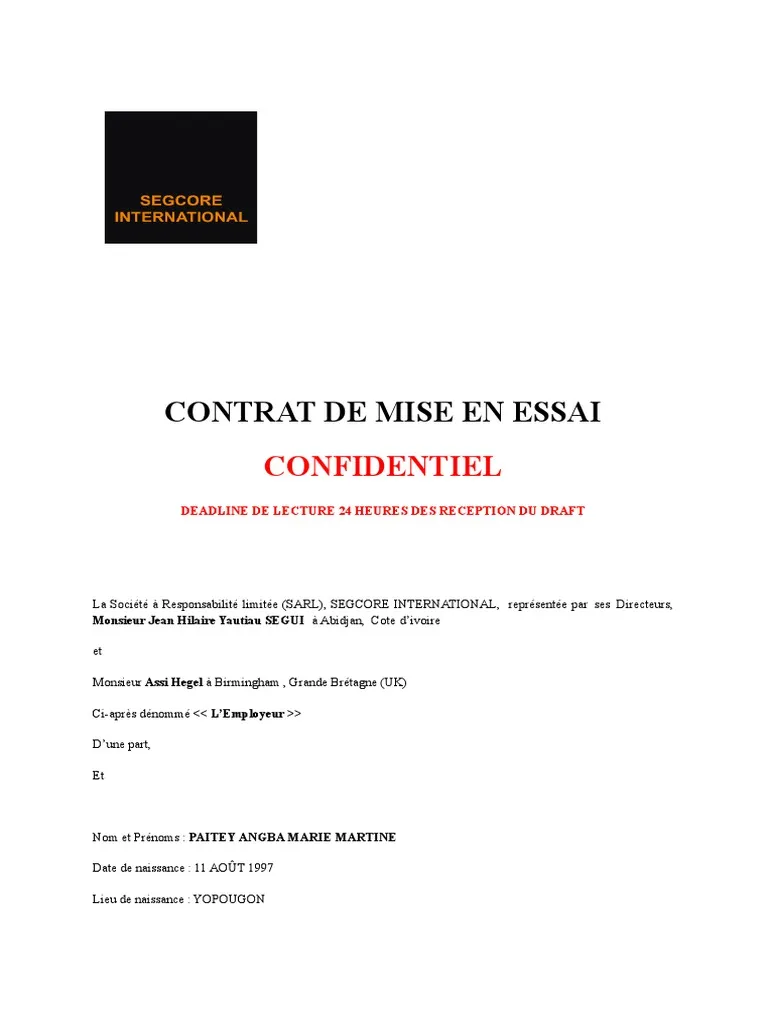 SEGCORE
INTERNATIONAL
CONTRAT DE MISE EN ESSAI
CONFIDENTIEL
DEADLINE DE LECTURE 24 HEURES DES RECEPTION DU DRAFT
La Société à Responsabilité limitée (SARL), SEGCORE INTERNATIONAL, représentée par ses Directeurs,
Monsieur Jean Hilaire Yautiau SEGUI à Abidjan, Cote d’ivoire
et
Monsieur Assi Hegel à Birmingham , Grande Brétagne (UK)
Ci-après dénommé << L’Employeur >>
D’une part,
Et
Nom et Prénoms : PAITEY ANGBA MARIE MARTINE
Date de naissance : 11 AOÛT 1997
Lieu de naissance : YOPOUGON